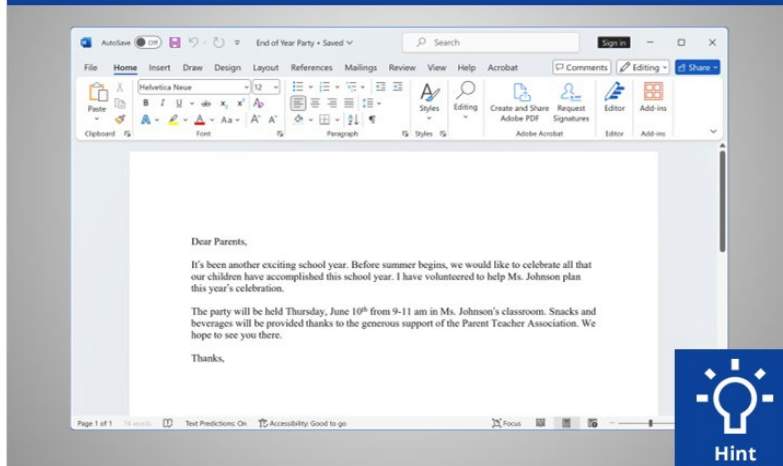 AutoSave Off End of Year Party • Saved Search Sign in
File Home Insert Draw Design Layout References Mailings Review View Help Acrobat Comments Editing Share
Helvetica Neue 12
Paste B I U ab x₂ x² A Styles Editing Create and Share Adobe PDF Request Signatures Editor Add-ins
A A Aa A A
Clipboard Font Paragraph Styles Adobe Acrobat Editor Add-ins
Dear Parents,
It's been another exciting school year. Before summer begins, we would like to celebrate all that
our children have accomplished this school year. I have volunteered to help Ms. Johnson plan
this year's celebration.
The party will be held Thursday, June 10th from 9-11 am in Ms. Johnson's classroom. Snacks and
beverages will be provided thanks to the generous support of the Parent Teacher Association. We
hope to see you there.
Thanks,
Page 1 of 1 74 words Text Predictions: On Accessibility: Good to go Focus
Hint